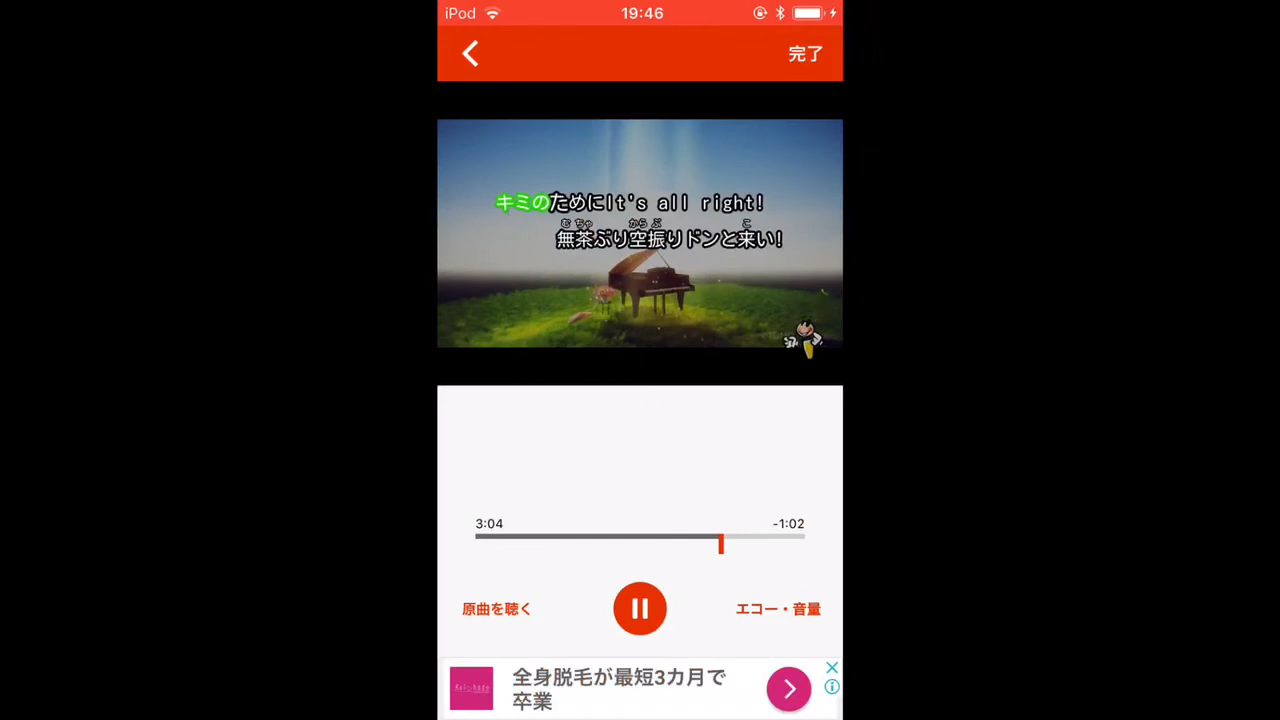 iPod 19:46
完了
キミのためにIt's all right!
む ちゃ から ぶ こ
無茶ぶり空振りドンと来い!
3:04 -1:02
原曲を聴く エコー・音量
全身脱毛が最短3カ月で
卒業